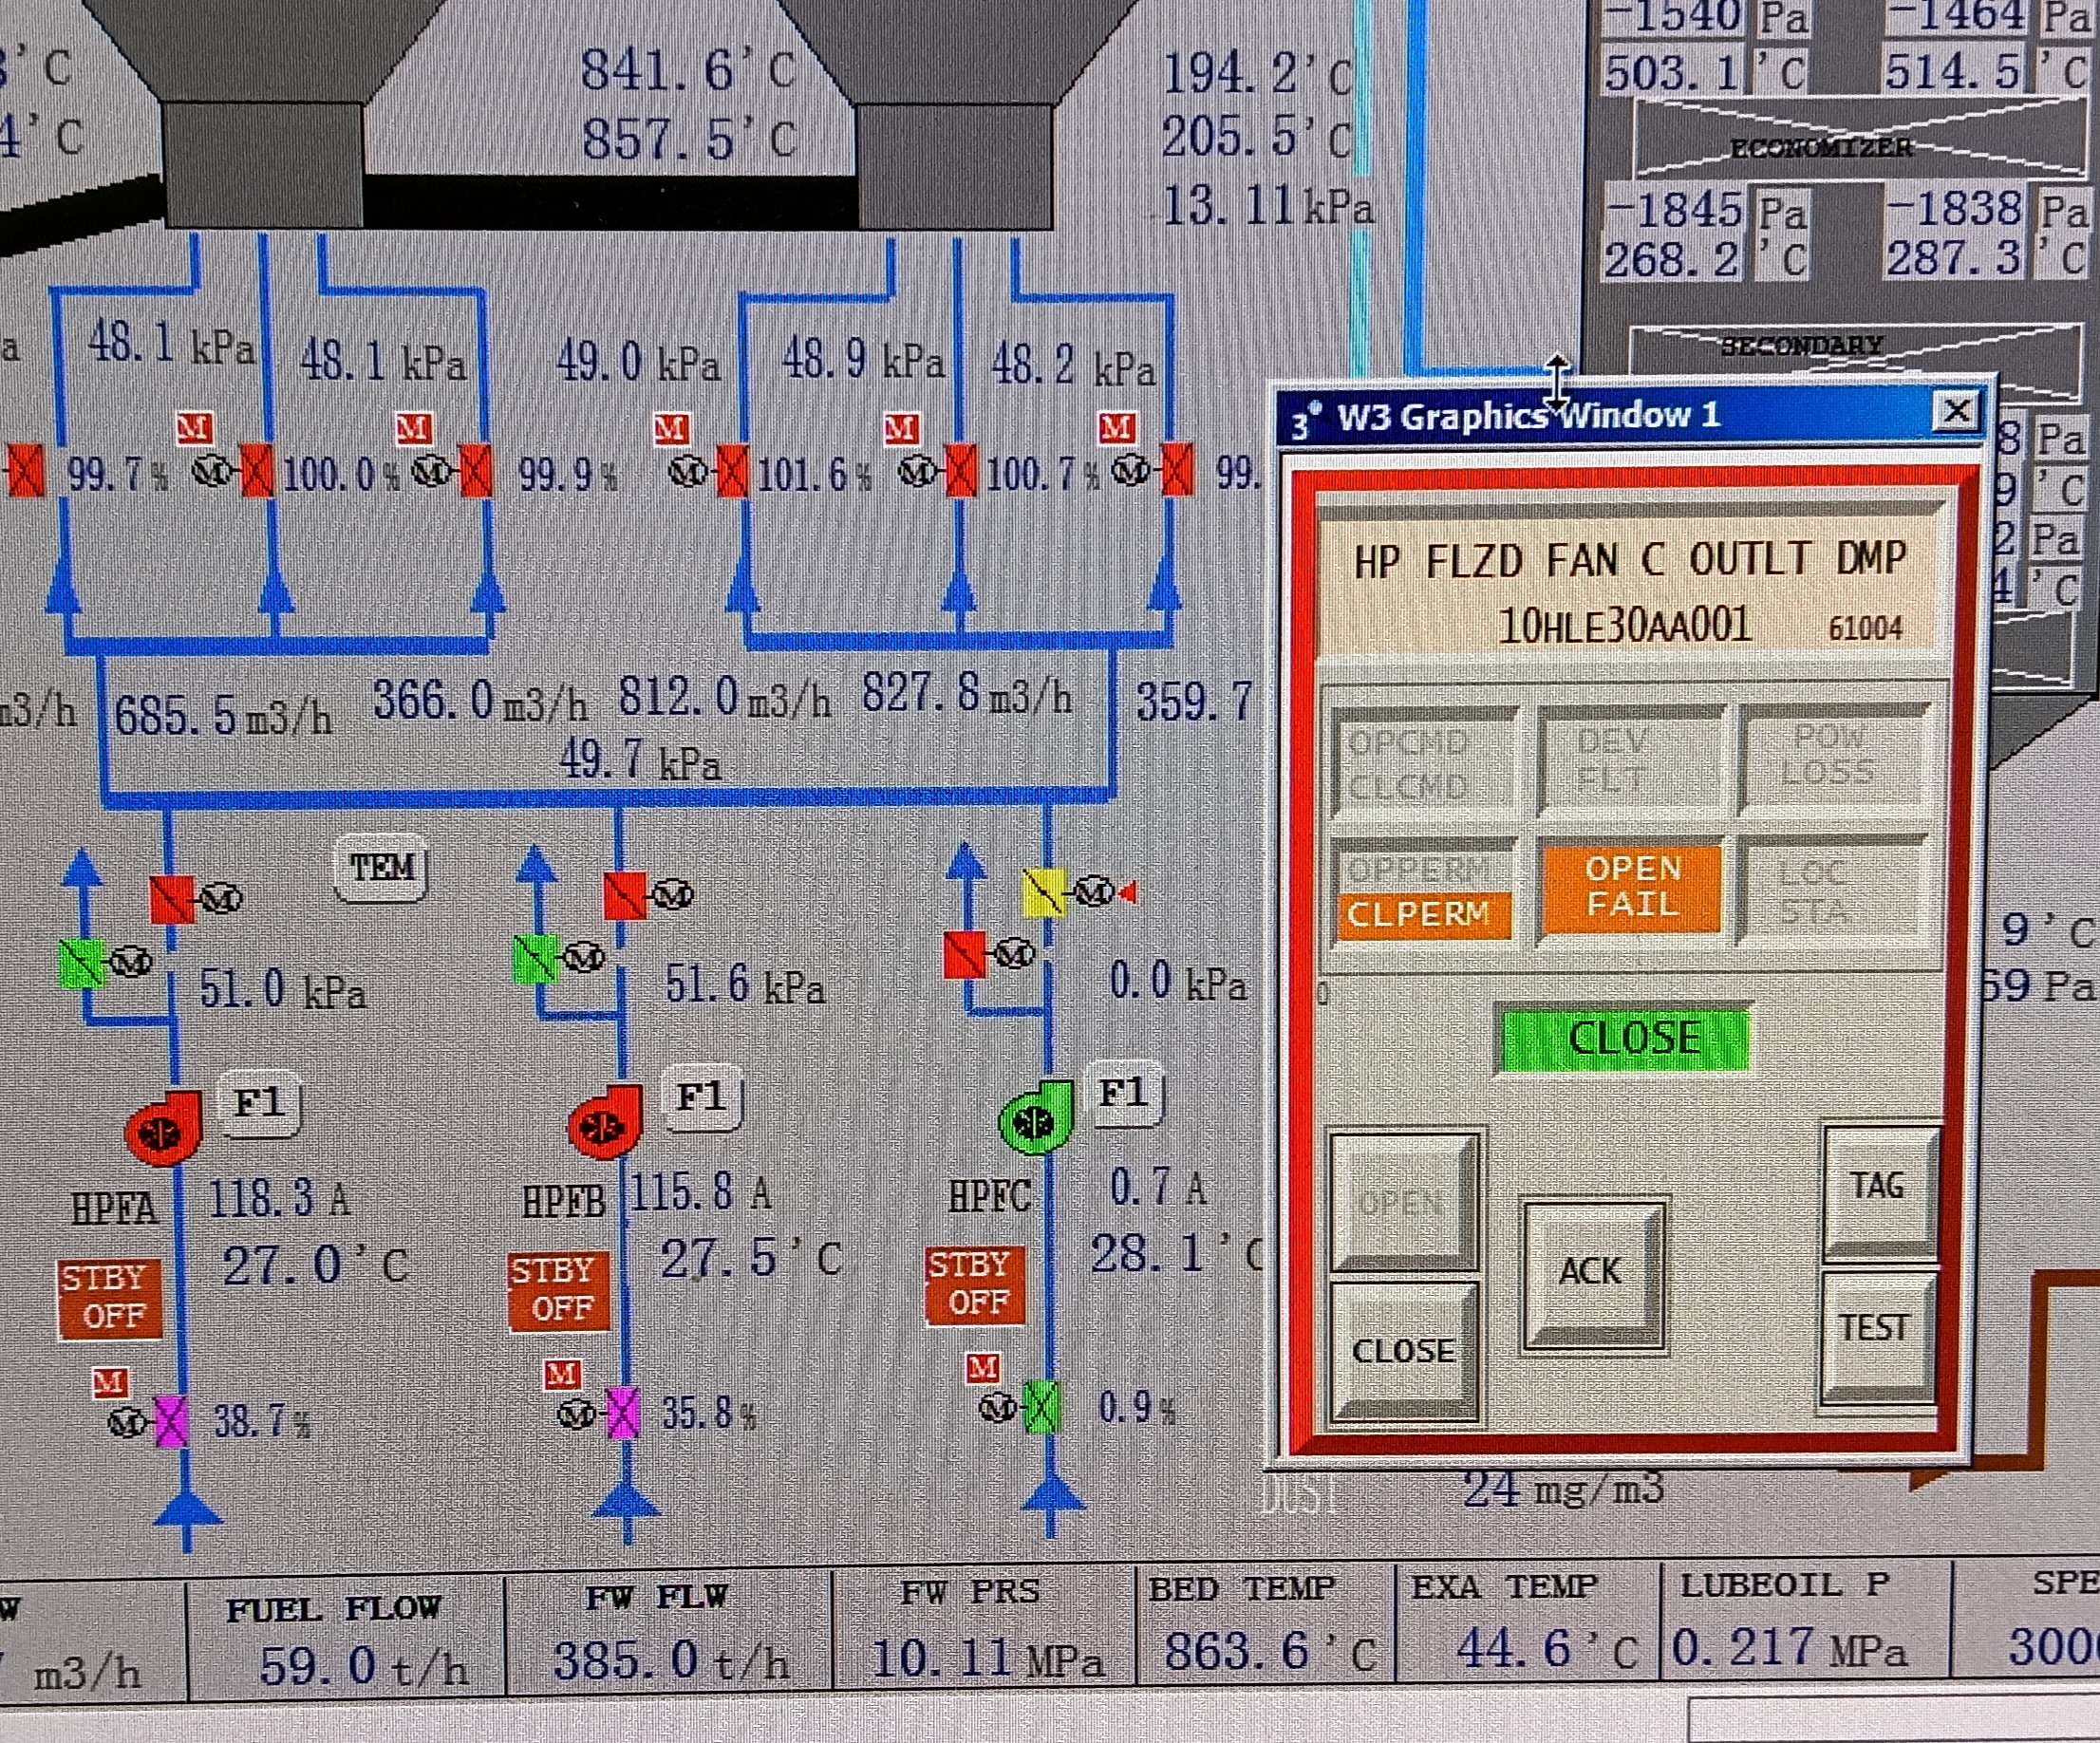 -1540 Pa -1464 Pa
'C 841.6'C 194.2'C 503.1'C 514.5'C
4'C 857.5'C 205.5'C
ECONOMIZER
13.11kPa -1845 Pa -1838 Pa
268.2'C 287.3'C
a 48.1 kPa 48.1 kPa 49.0 kPa 48.9 kPa 48.2 kPa
SECONDARY
3 W3 Graphics Window 1
M M M M M
8 Pa
99.7% M 100.0% M 99.9% M 101.6% M 100.7% M 99.
9'C
HP FLZD FAN C OUTLT DMP
2 Pa
4'C
10HLE30AA001 61004
m3/h 685.5m3/h 366.0m3/h 812.0m3/h 827.8m3/h 359.7
49.7 kPa
OPCMD DEV POW
CLCMD FLT LOSS
TEM
OPPERM OPEN LOC
CLPERM FAIL STA
M M M
9'C
M M M
51.0 kPa 51.6 kPa 0.0 kPa 0
59 Pa
CLOSE
F1 F1 F1
HPFA 118.3 A HPFB 115.8 A HPFC 0.7 A
OPEN TAG
27.0'C 27.5'C 28.1'C
STBY STBY STBY
OFF OFF OFF
ACK
CLOSE TEST
M M M
M 38.7% M 35.8% M 0.9%
DUST 24 mg/m3
W FUEL FLOW FW FLW FW PRS BED TEMP EXA TEMP LUBEOIL P SPE
m3/h 59.0 t/h 385.0 t/h 10.11 MPa 863.6'C 44.6'C 0.217 MPa 300